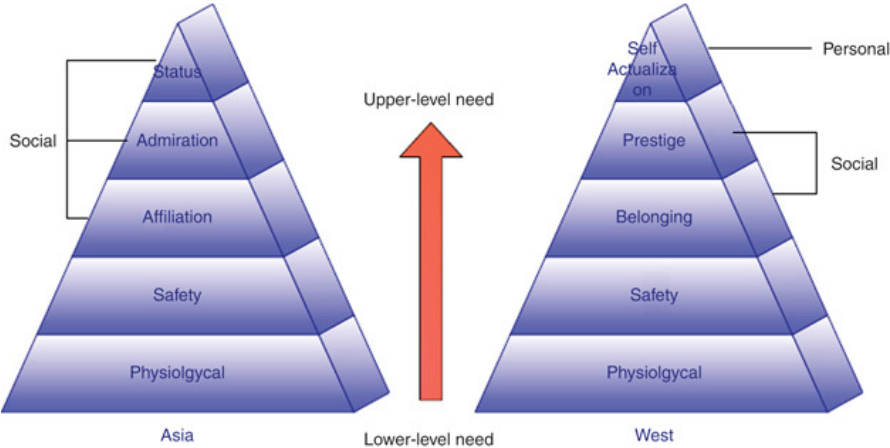 Status
Social
Admiration
Affiliation
Safety
Physiolgycal
Asia
Upper-level need
Lower-level need
Self
Actualiza
on
Personal
Prestige
Social
Belonging
Safety
Physiolgycal
West